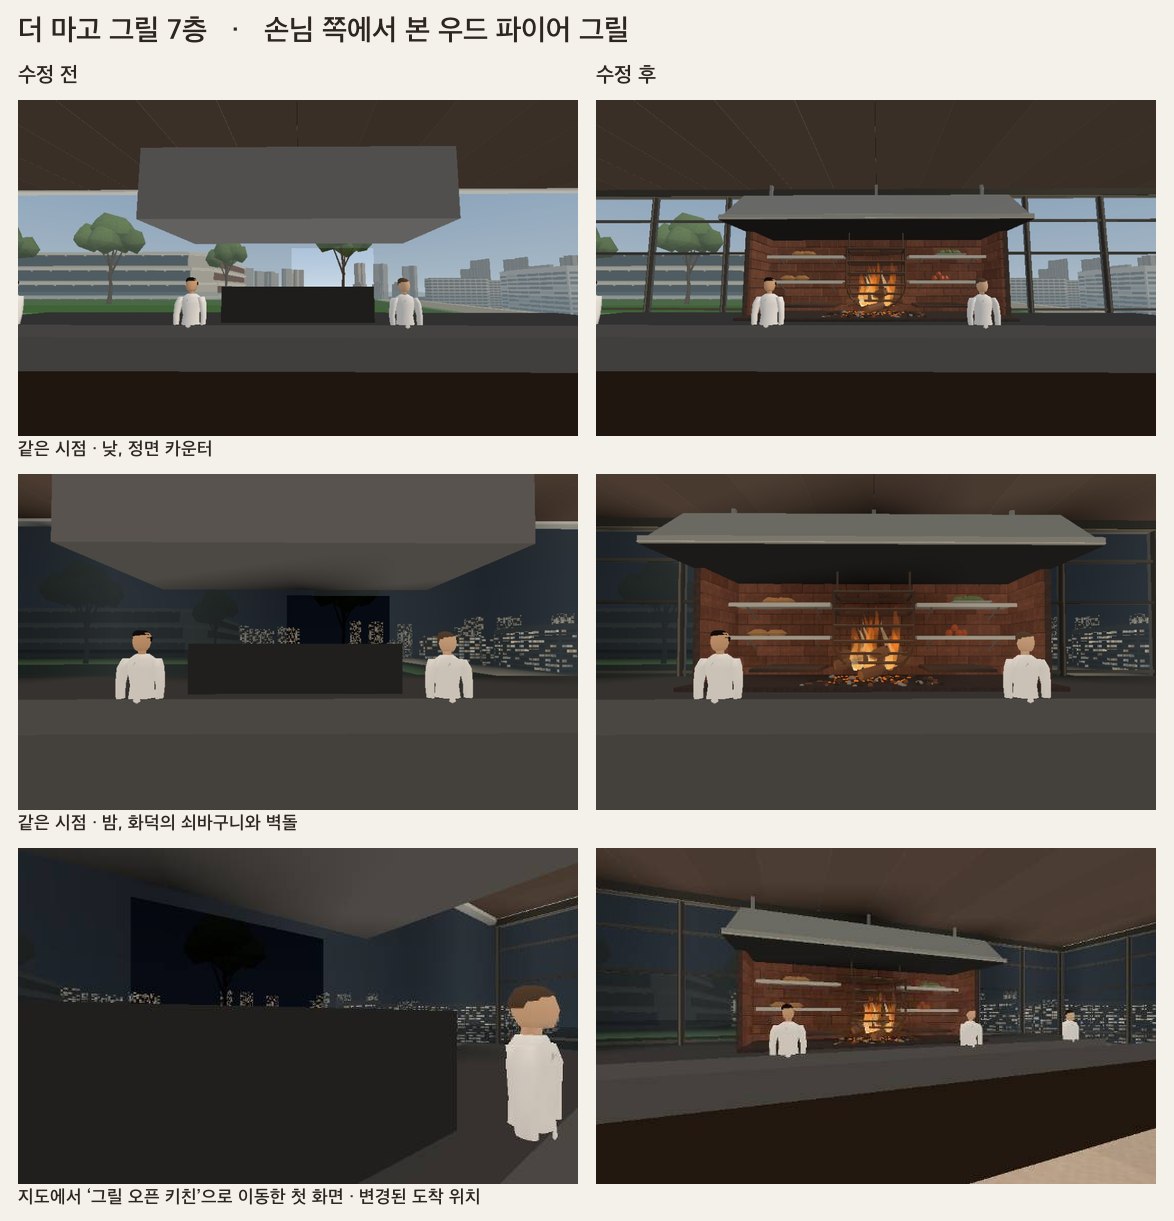 더 마고 그릴 7층 · 손님 쪽에서 본 우드 파이어 그릴
수정 전
수정 후
같은 시점 · 낮, 정면 카운터
같은 시점 · 밤, 화덕의 쇠바구니와 벽돌
지도에서 ‘그릴 오픈 키친’으로 이동한 첫 화면 · 변경된 도착 위치